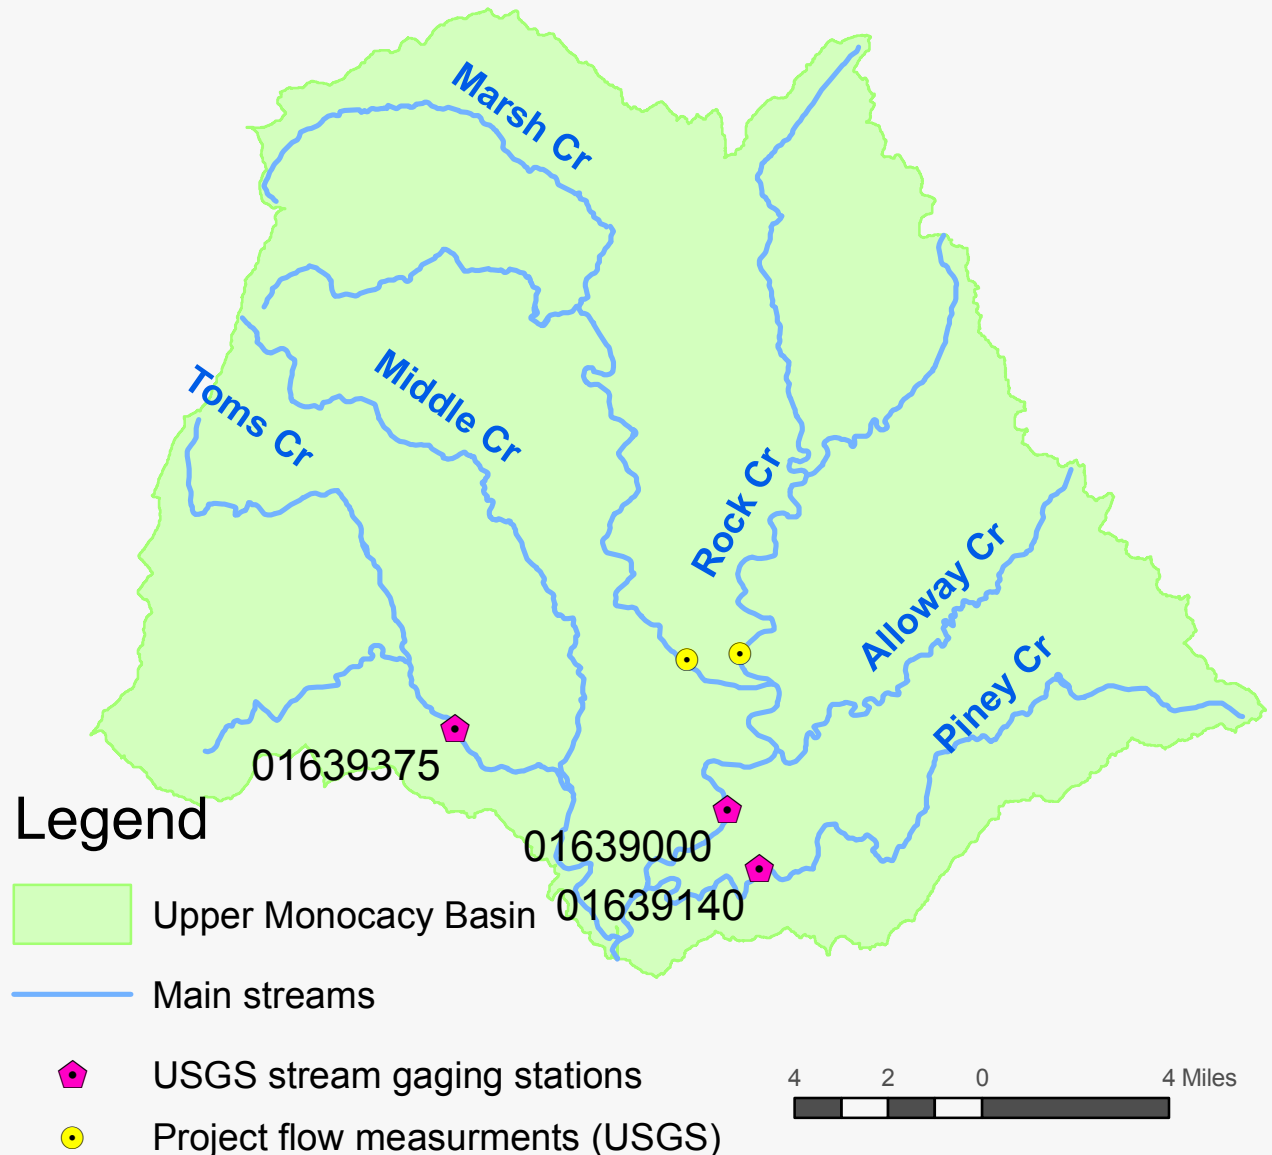 Marsh Cr
Middle Cr
Toms Cr
Rock Cr
Alloway Cr
Piney Cr
01639375
01639000
01639140
Legend
Upper Monocacy Basin
Main streams
USGS stream gaging stations
Project flow measurments (USGS)
4 2 0 4 Miles